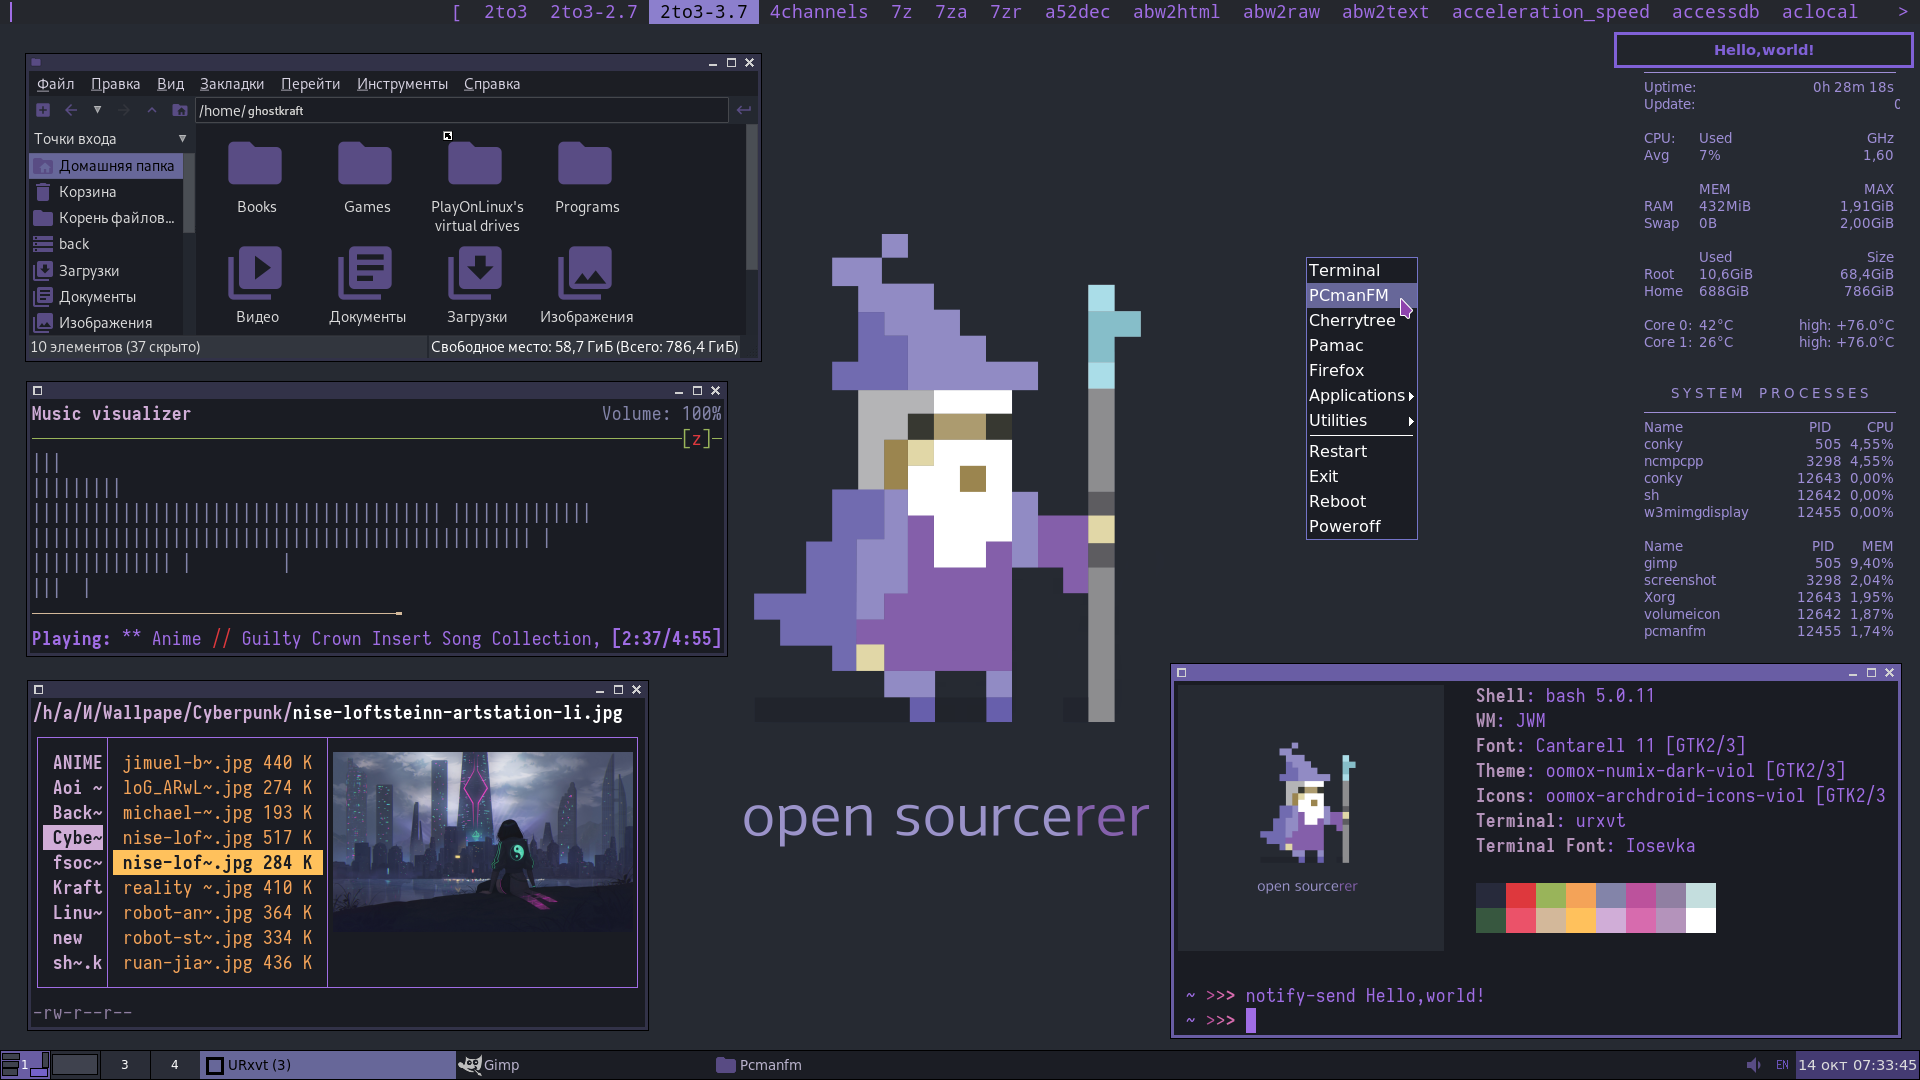 [ 2to3 2to3-2.7 2to3-3.7 4channels 7z 7za 7zr a52dec abw2html abw2raw abw2text acceleration_speed accessdb aclocal >
Файл Правка Вид Закладки Перейти Инструменты Справка
/home/ghostkraft
Точки входа
Домашняя папка
Корзина
Корень файлов...
back
Загрузки
Документы
Изображения
Books Games PlayOnLinux's virtual drives Programs
Видео Документы Загрузки Изображения
10 элементов (37 скрыто) Свободное место: 58,7 ГиБ (Всего: 786,4 ГиБ)
Music visualizer Volume: 100%
[z]
Playing: ** Anime // Guilty Crown Insert Song Collection, [2:37/4:55]
/h/a/И/Wallpape/Cyberpunk/nise-loftsteinn-artstation-li.jpg
ANIME jimuel-b~.jpg 440 K
Aoi ~ loG_ARwL~.jpg 274 K
Back~ michael-~.jpg 193 K
Cybe~ nise-lof~.jpg 517 K
fsoc~ nise-lof~.jpg 284 K
Kraft reality ~.jpg 410 K
Linu~ robot-an~.jpg 364 K
new robot-st~.jpg 334 K
sh~.k ruan-jia~.jpg 436 K
-rw-r--r--
open sourcerer
Terminal
PCmanFM
Cherrytree
Pamac
Firefox
Applications
Utilities
Restart
Exit
Reboot
Poweroff
Hello,world!
Uptime: 0h 28m 18s
Update: 0
CPU: Used GHz
Avg 7% 1,60
MEM MAX
RAM 432MiB 1,91GiB
Swap 0B 2,00GiB
Used Size
Root 10,6GiB 68,4GiB
Home 688GiB 786GiB
Core 0: 42°C high: +76.0°C
Core 1: 26°C high: +76.0°C
SYSTEM PROCESSES
Name PID CPU
conky 505 4,55%
ncmpcpp 3298 4,55%
conky 12643 0,00%
sh 12642 0,00%
w3mimgdisplay 12455 0,00%
Name PID MEM
gimp 505 9,40%
screenshot 3298 2,04%
Xorg 12643 1,95%
volumeicon 12642 1,87%
pcmanfm 12455 1,74%
open sourcerer
Shell: bash 5.0.11
WM: JWM
Font: Cantarell 11 [GTK2/3]
Theme: oomox-numix-dark-viol [GTK2/3]
Icons: oomox-archdroid-icons-viol [GTK2/3
Terminal: urxvt
Terminal Font: Iosevka
~ >>> notify-send Hello,world!
~ >>>
1 3 4 URxvt (3) Gimp Pcmanfm EN 14 окт 07:33:45